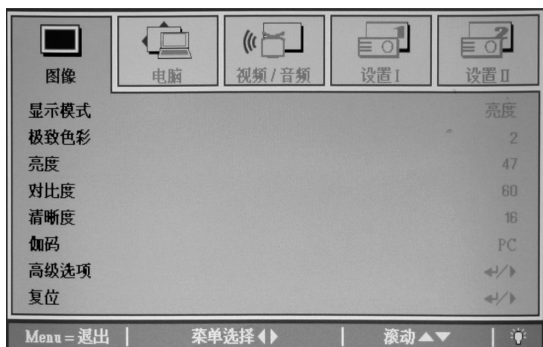 图像 电脑 视频 / 音频 设置 I 设置 II
显示模式 亮度
极致色彩 2
亮度 47
对比度 60
清晰度 16
伽码 PC
高级选项
复位
Menu = 退出 菜单选择 滚动